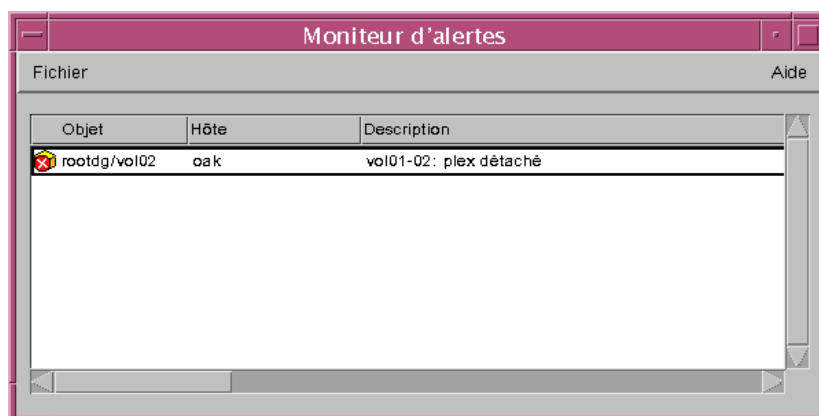 Moniteur d'alertes
Fichier Aide
Objet Hôte Description
rootdg/vol02 oak vol01-02: plex détaché